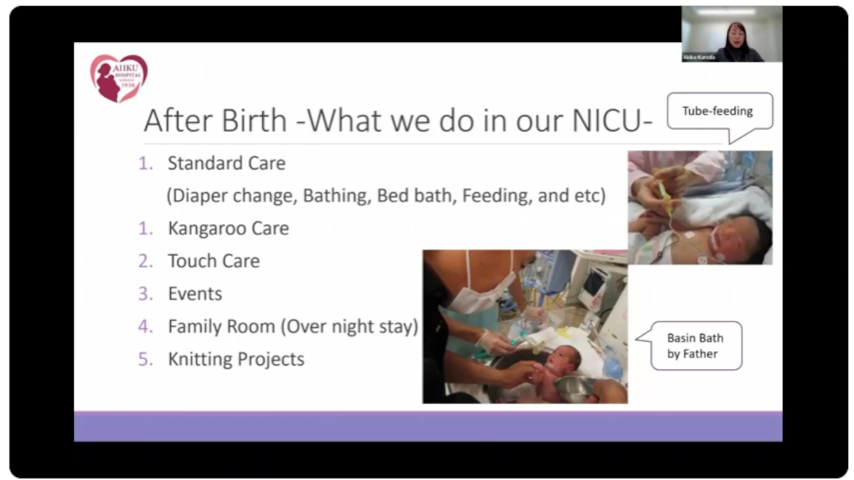 AIIKU
HOSPITAL
After Birth -What we do in our NICU-
Tube-feeding
1. Standard Care
(Diaper change, Bathing, Bed bath, Feeding, and etc)
1. Kangaroo Care
2. Touch Care
3. Events
4. Family Room (Over night stay)
5. Knitting Projects
Basin Bath
by Father